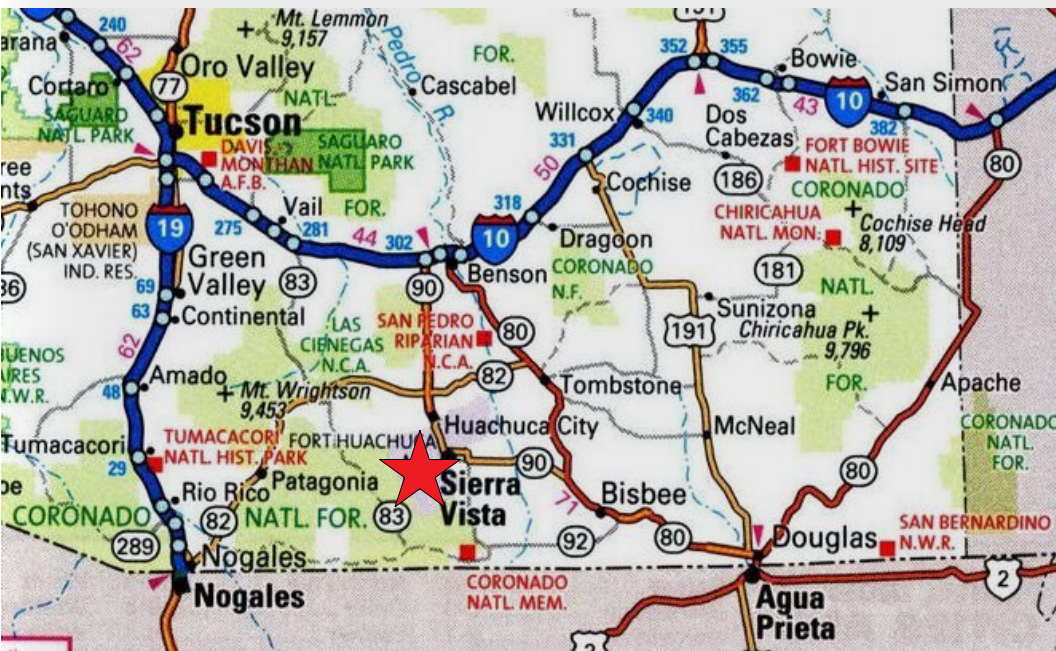 191
240
Mt. Lemmon
9,157
62
352
355
arana
Pedro
R.
FOR.
Bowie
Oro Valley
Cortaro
77
NATL.
Cascabel
362
43
10
San Simon
SAGUARO
NATL PARK
Tucson
Willcox
340
Dos
Cabezas
382
331
DAVIS-
MONTHAN
A.F.B.
SAGUARO
NATL PARK
FORT BOWIE
NATL HIST. SITE
80
50
186
CORONADO
Cochise
TOHONO
O'ODHAM
(SAN XAVIER)
IND. RES.
Vail
FOR.
318
CHIRICAHUA
NATL MON.
Cochise Head
8,109
19
275
281
44
302
10
Dragoon
Green
Valley
83
90
Benson
CORONADO
N.F.
181
NATL.
86
69
63
Continental
80
191
Sunizona
Chiricahua Pk.
9,796
LAS
CIENEGAS
N.C.A.
SAN PEDRO
RIPARIAN
N.C.A.
62
82
48
Amado
Mt. Wrightson
9,453
Tombstone
FOR.
Apache
Huachuca City
McNeal
CORONADO
NATL
FOR.
Tumacacori
TUMACACORI
NATL HIST. PARK
FORT HUACHUCA
29
90
80
Patagonia
Sierra
Vista
71
Bisbee
Rio Rico
CORONADO
82
NATL. FOR.
83
SAN BERNARDINO
N.W.R.
289
92
80
Douglas
Nogales
Nogales
CORONADO
NATL MEM.
2
Agua
Prieta
2